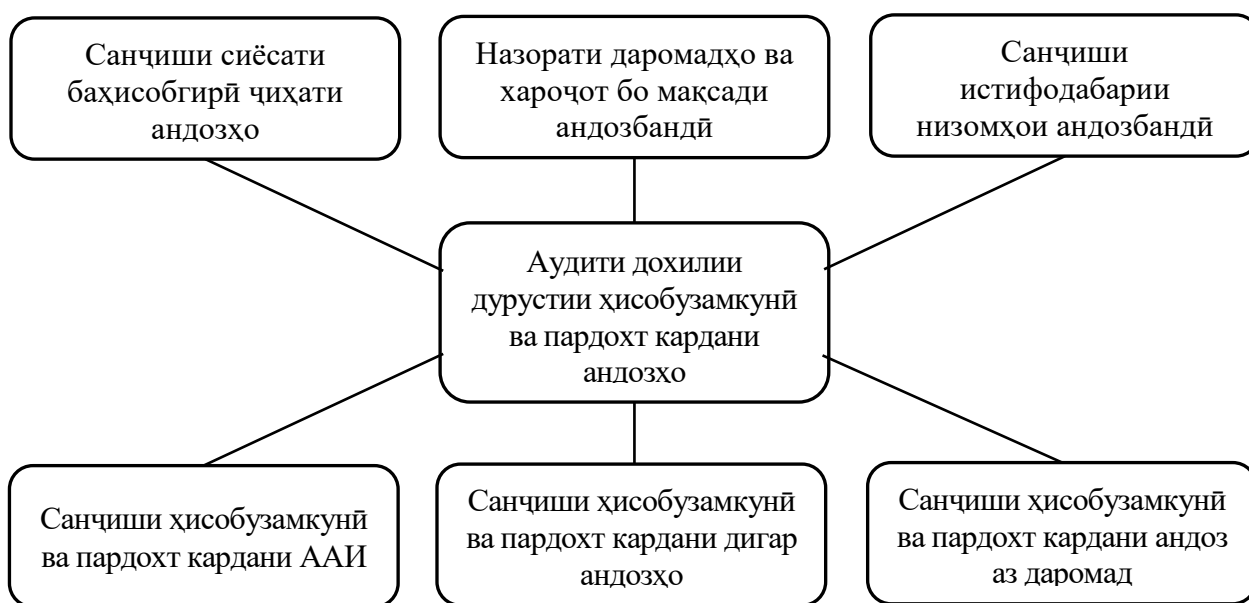 Санҷиши сиёсати
баҳисобгирӣ ҷиҳати
андозҳо
Назорати даромадҳо ва
хароҷот бо мақсади
андозбандӣ
Санҷиши
истифодабарии
низомҳои андозбандӣ
Аудити дохилии
дурустии ҳисобузамкунӣ
ва пардохт кардани
андозҳо
Санҷиши ҳисобузамкунӣ
ва пардохт кардани ААИ
Санҷиши ҳисобузамкунӣ
ва пардохт кардани дигар
андозҳо
Санҷиши ҳисобузамкунӣ
ва пардохт кардани андоз
аз даромад